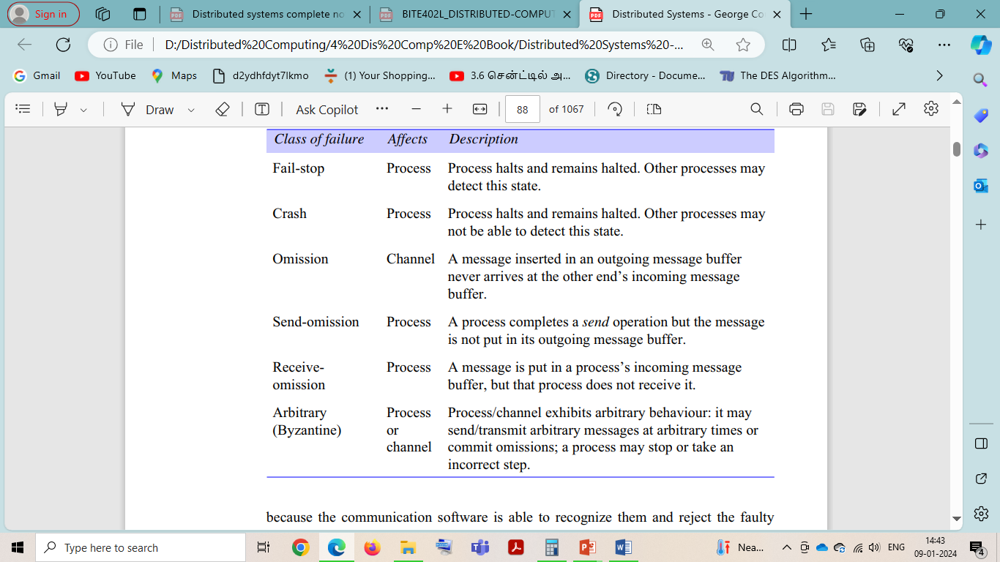 Sign in
Distributed systems complete no
BITE402L_DISTRIBUTED-COMPUT
Distributed Systems - George Co
File
D:/Distributed%20Computing/4%20Dis%20Comp%20E%20Book/Distributed%20Systems%20-...
Gmail
YouTube
Maps
d2ydhfdyt7lkmo
(1) Your Shopping...
3.6 சென்ட்டில் அ...
Directory - Docume...
The DES Algorithm...
Draw
Ask Copilot
88
of 1067
Class of failure Affects Description
Fail-stop Process Process halts and remains halted. Other processes may
detect this state.
Crash Process Process halts and remains halted. Other processes may
not be able to detect this state.
Omission Channel A message inserted in an outgoing message buffer
never arrives at the other end’s incoming message
buffer.
Send-omission Process A process completes a send operation but the message
is not put in its outgoing message buffer.
Receive- Process A message is put in a process’s incoming message
omission buffer, but that process does not receive it.
Arbitrary Process Process/channel exhibits arbitrary behaviour: it may
(Byzantine) or send/transmit arbitrary messages at arbitrary times or
channel commit omissions; a process may stop or take an
incorrect step.
because the communication software is able to recognize them and reject the faulty
Type here to search
Nea...
ENG
14:43
09-01-2024
4